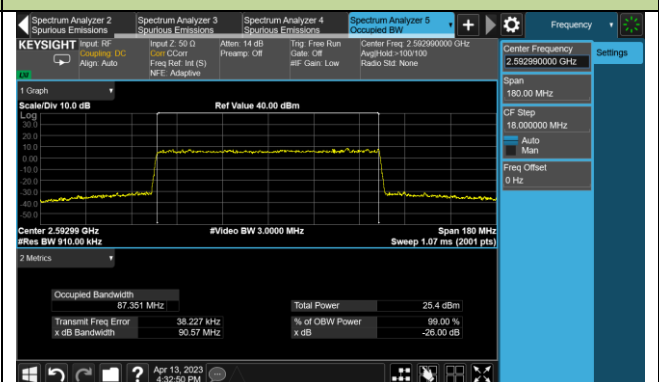 Spectrum Analyzer 2
Spurious Emissions
Spectrum Analyzer 3
Spurious Emissions
Spectrum Analyzer 4
Spurious Emissions
Spectrum Analyzer 5
Occupied BW
Frequency
KEYSIGHT
Input: RF
Coupling: DC
Align: Auto
Input Z: 50 Ω
Corr CCorr
Freq Ref: Int (S)
NFE: Adaptive
Atten: 14 dB
Preamp: Off
Trig: Free Run
Gate: Off
#IF Gain: Low
Center Freq: 2.592990000 GHz
Avg|Hold:>100/100
Radio Std: None
LXI
Center Frequency
2.592990000 GHz
Settings
Span
180.00 MHz
CF Step
18.000000 MHz
Auto
Man
Freq Offset
0 Hz
1 Graph
Scale/Div 10.0 dB
Ref Value 40.00 dBm
Log
30.0
20.0
10.0
0.00
-10.0
-20.0
-30.0
-40.0
-50.0
Center 2.59299 GHz
#Res BW 910.00 kHz
#Video BW 3.0000 MHz
Span 180 MHz
Sweep 1.07 ms (2001 pts)
2 Metrics
Occupied Bandwidth
87.351 MHz
Total Power
25.4 dBm
Transmit Freq Error
38.227 kHz
% of OBW Power
99.00 %
x dB Bandwidth
90.57 MHz
x dB
-26.00 dB
Apr 13, 2023
4:32:50 PM